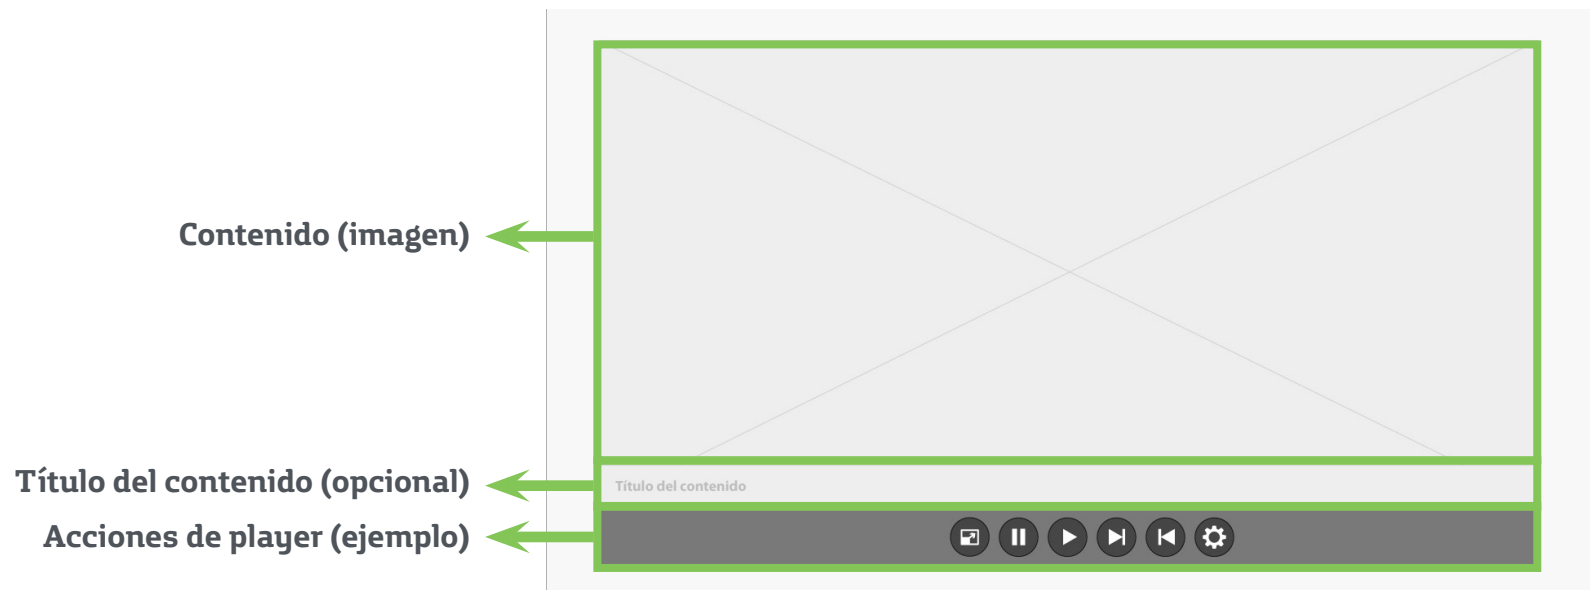 Contenido (imagen)
Título del contenido (opcional)
Título del contenido
Acciones de player (ejemplo)